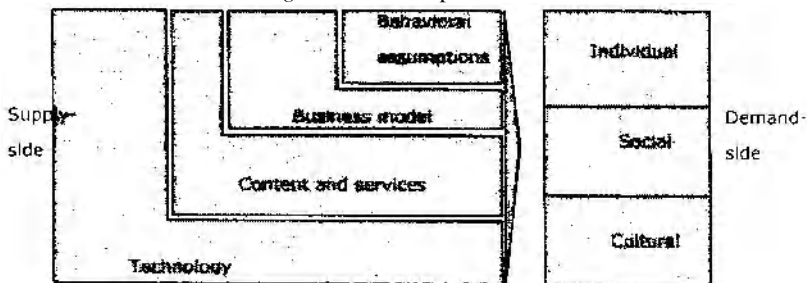 Behavioral
assumptions
Individual
Supply-
side
Business model
Social
Demand-
side
Content and services
Cultural
Technology